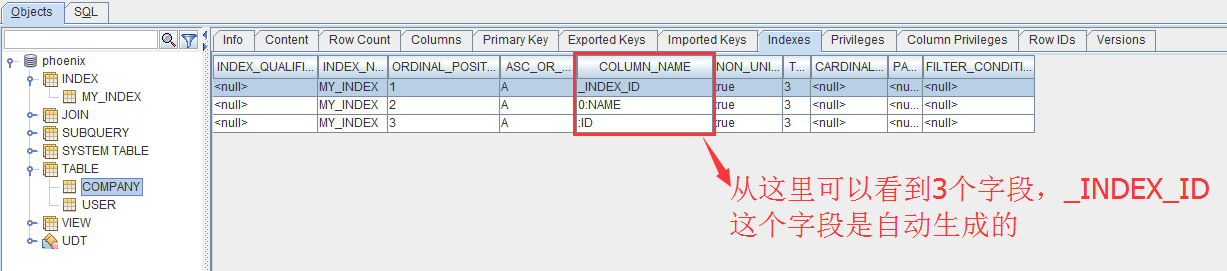 Objects SQL
phoenix
INDEX
MY_INDEX
JOIN
SUBQUERY
SYSTEM TABLE
TABLE
COMPANY
USER
VIEW
UDT
Info Content Row Count Columns Primary Key Exported Keys Imported Keys Indexes Privileges Column Privileges Row IDs Versions
INDEX_QUALIFI... INDEX_N... ORDINAL_POSIT... ASC_OR_... COLUMN_NAME NON_UNI... T... CARDINAL... PA... FILTER_CONDITI...
<null> MY_INDEX 1 A _INDEX_ID true 3 <null> <nu... <null>
<null> MY_INDEX 2 A 0:NAME true 3 <null> <nu... <null>
<null> MY_INDEX 3 A :ID true 3 <null> <nu... <null>
从这里可以看到3个字段，_INDEX_ID
这个字段是自动生成的